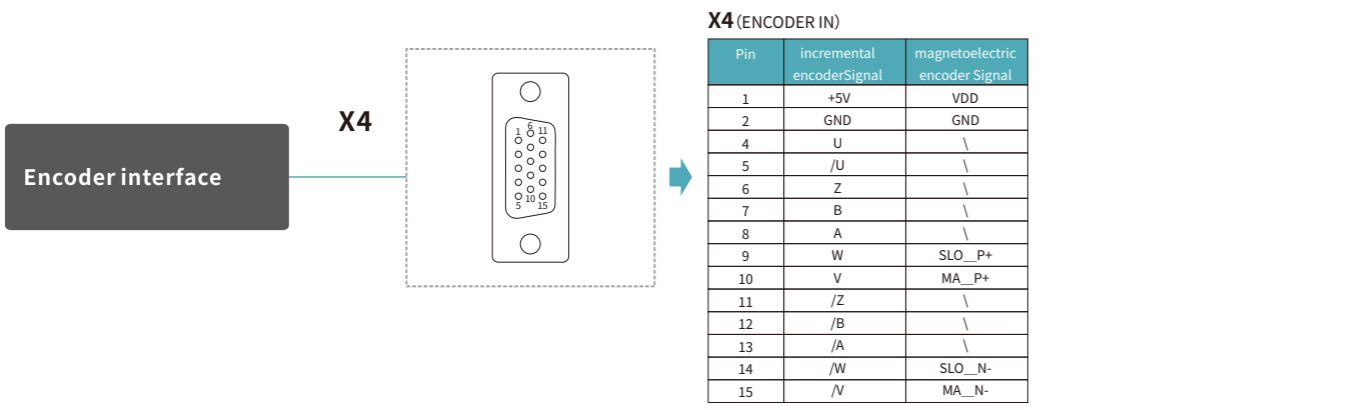 X4 (ENCODER IN)
X4
Encoder interface
1 6 11
5 10 15
Pin incremental encoderSignal magnetoelectric encoder Signal
1 +5V VDD
2 GND GND
4 U \
5 /U \
6 Z \
7 B \
8 A \
9 W SLO__P+
10 V MA__P+
11 /Z \
12 /B \
13 /A \
14 /W SLO__N-
15 /V MA__N-